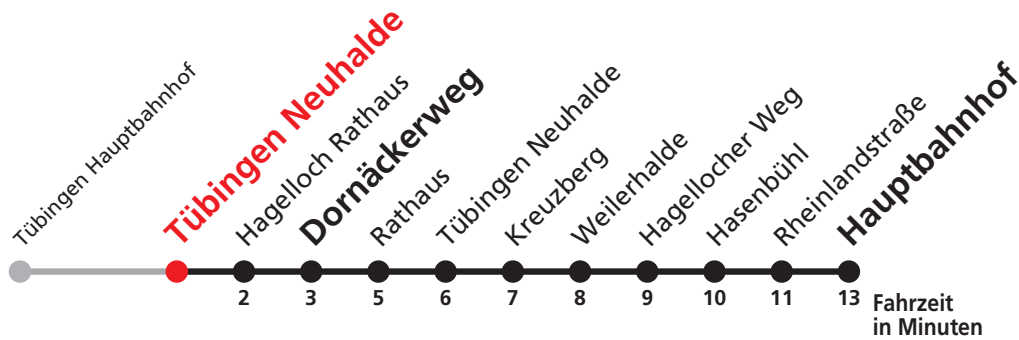 Tübingen Hauptbahnhof
Tübingen Neuhalde
Hagelloch Rathaus
Dornäckerweg
Rathaus
Tübingen Neuhalde
Kreuzberg
Weilerhalde
Hagellocher Weg
Hasenbühl
Rheinlandstraße
Hauptbahnhof
2 3 5 6 7 8 9 10 11 13
Fahrzeit
in Minuten